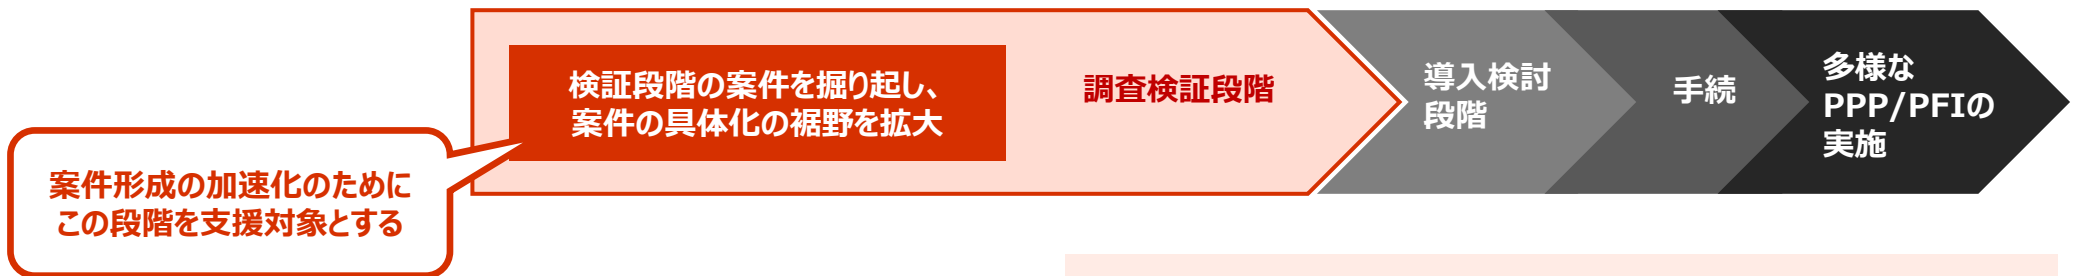 検証段階の案件を掘り起し、
案件の具体化の裾野を拡大
調査検証段階
導入検討
段階
手続
多様な
PPP/PFIの
実施
案件形成の加速化のために
この段階を支援対象とする